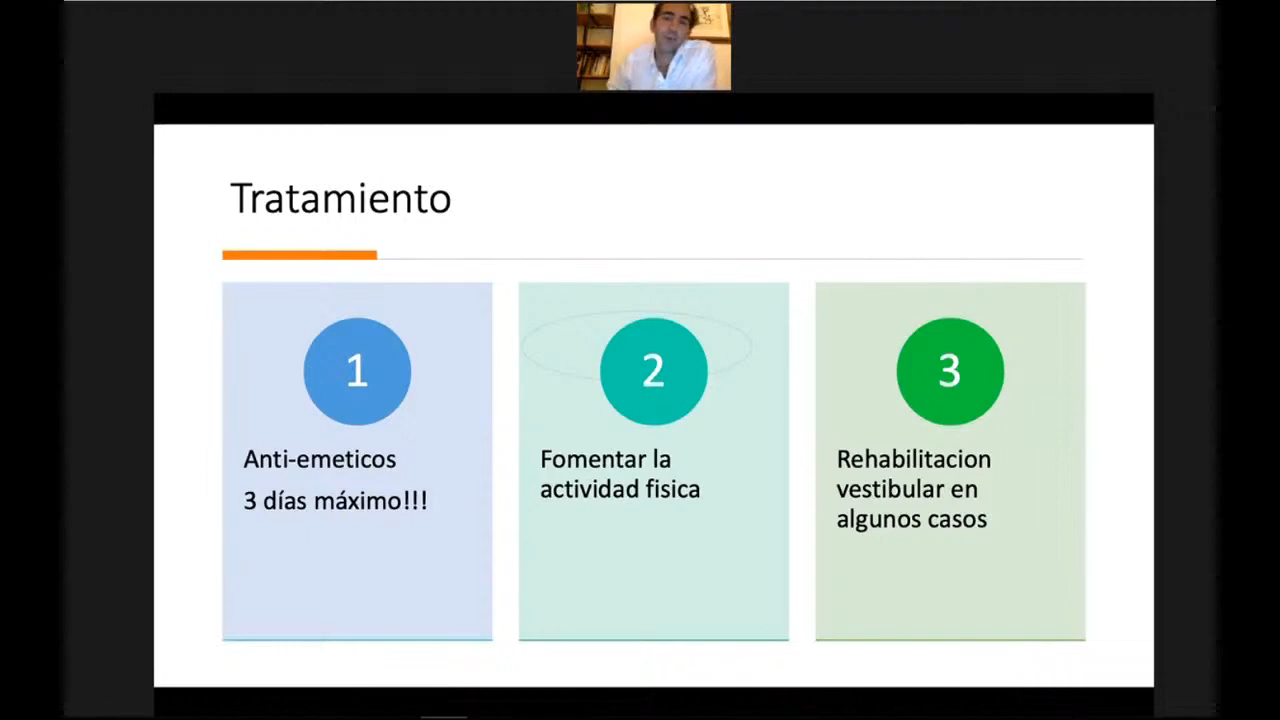 Tratamiento
1
Anti-emeticos
3 días máximo!!!
2
Fomentar la
actividad fisica
3
Rehabilitacion
vestibular en
algunos casos